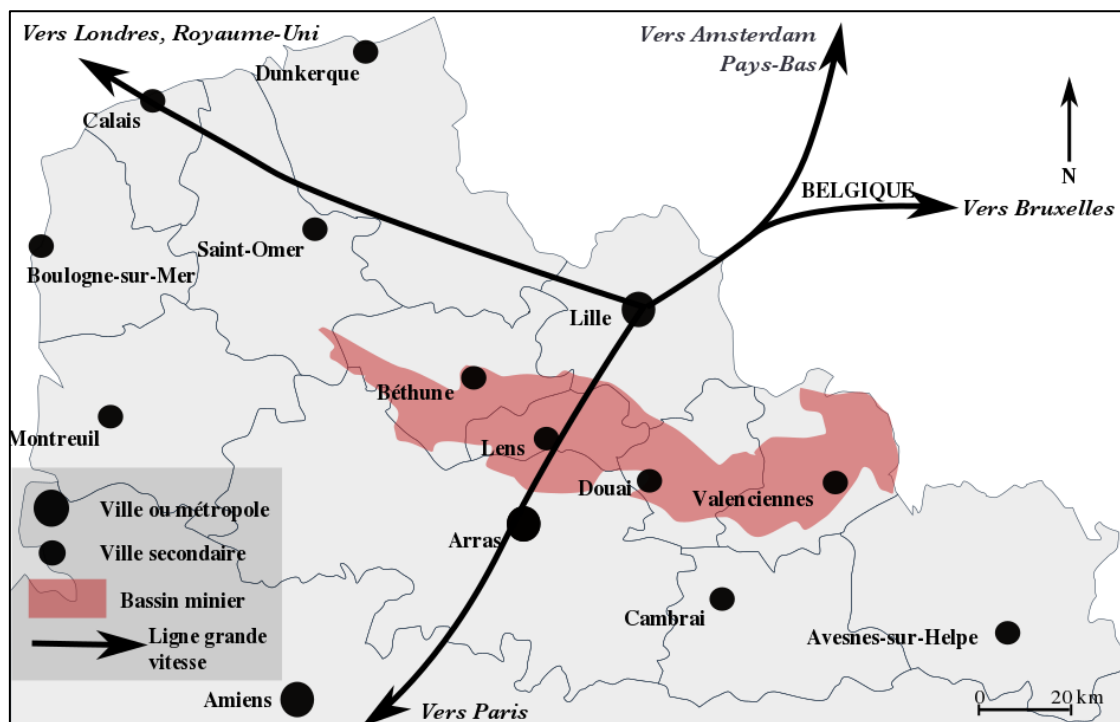 Vers Londres, Royaume-Uni
Vers Amsterdam
Pays-Bas
Dunkerque
Calais
N
BELGIQUE
Vers Bruxelles
Saint-Omer
Boulogne-sur-Mer
Lille
Béthune
Montreuil
Lens
Douai
Valenciennes
Ville ou métropole
Arras
Ville secondaire
Bassin minier
Cambrai
Avesnes-sur-Helpe
Ligne grande
vitesse
Amiens
Vers Paris
0 20 km